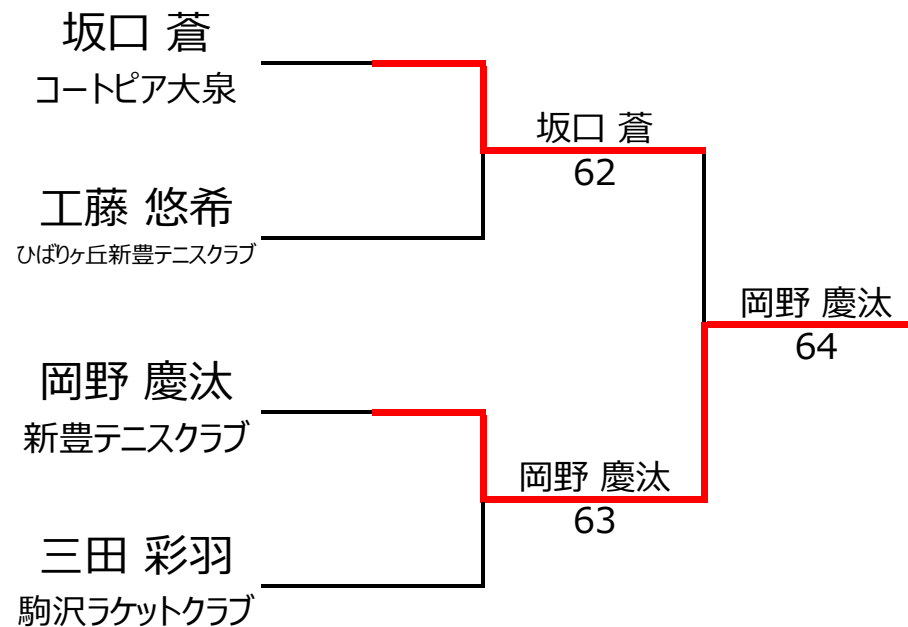 坂口 蒼
コートピア大泉
坂口 蒼
62
工藤 悠希
ひばりヶ丘新豊テニスクラブ
岡野 慶汰
64
岡野 慶汰
新豊テニスクラブ
岡野 慶汰
63
三田 彩羽
駒沢ラケットクラブ